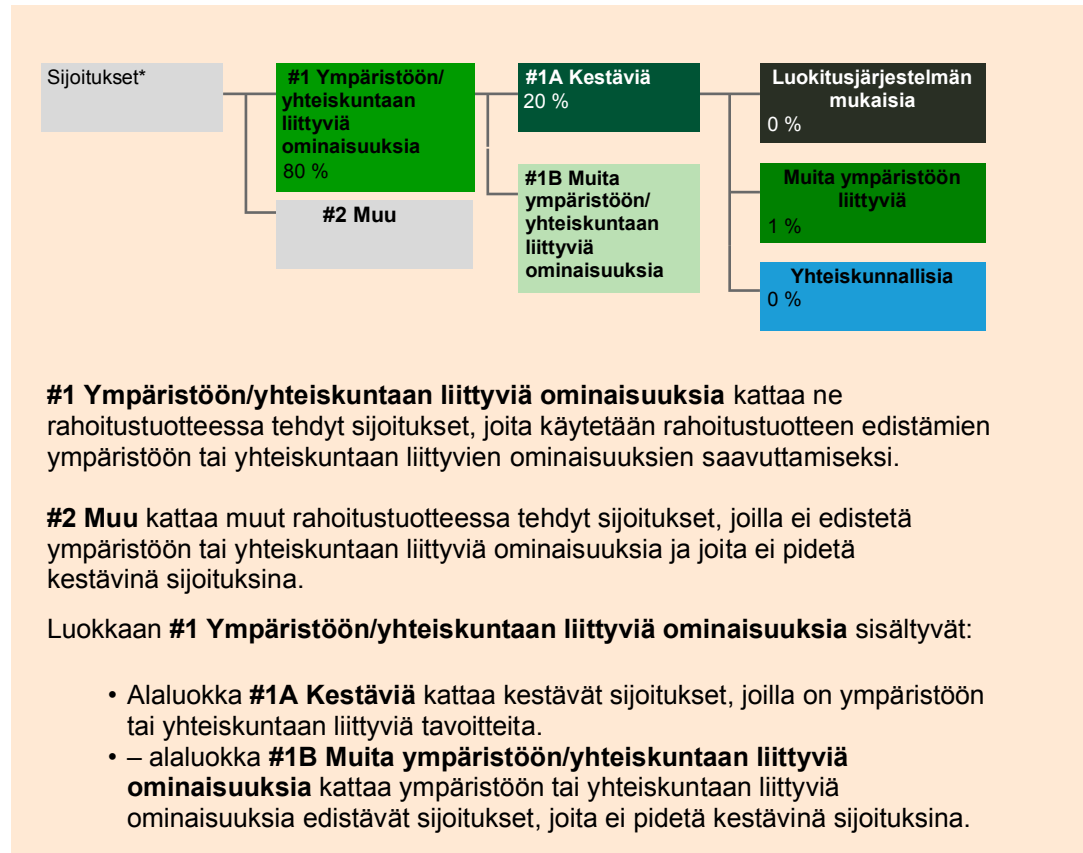 Sijoitukset*
#1 Ympäristöön/
yhteiskuntaan
liittyviä
ominaisuuksia
80 %
#2 Muu
#1A Kestäviä
20 %
#1B Muita
ympäristöön/
yhteiskuntaan
liittyviä
ominaisuuksia
Luokitusjärjestelmän
mukaisia
0 %
Muita ympäristöön
liittyviä
1 %
Yhteiskunnallisia
0 %
#1 Ympäristöön/yhteiskuntaan liittyviä ominaisuuksia kattaa ne
rahoitustuotteessa tehdyt sijoitukset, joita käytetään rahoitustuotteen edistämien
ympäristöön tai yhteiskuntaan liittyvien ominaisuuksien saavuttamiseksi.
#2 Muu kattaa muut rahoitustuotteessa tehdyt sijoitukset, joilla ei edistetä
ympäristöön tai yhteiskuntaan liittyviä ominaisuuksia ja joita ei pidetä
kestävinä sijoituksina.
Luokkaan #1 Ympäristöön/yhteiskuntaan liittyviä ominaisuuksia sisältyvät:
• Alaluokka #1A Kestäviä kattaa kestävät sijoitukset, joilla on ympäristöön
tai yhteiskuntaan liittyviä tavoitteita.
• – alaluokka #1B Muita ympäristöön/yhteiskuntaan liittyviä
ominaisuuksia kattaa ympäristöön tai yhteiskuntaan liittyviä
ominaisuuksia edistävät sijoitukset, joita ei pidetä kestävinä sijoituksina.